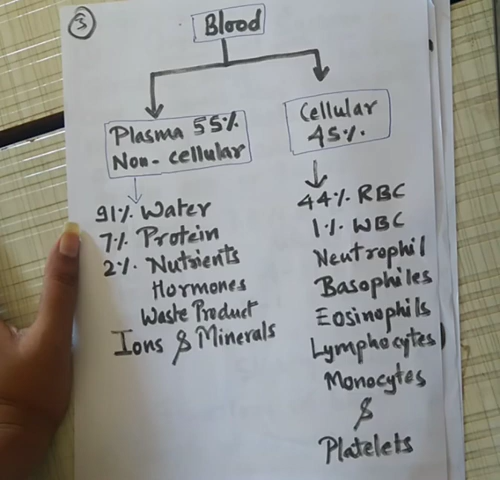 3
Blood
Plasma 55%
Non-cellular
91% Water
7% Protein
2% Nutrients
Hormones
Waste Product
Ions & Minerals
Cellular
45%.
44% RBC
1% WBC
Neutrophil
Basophiles
Eosinophils
Lymphocytes
Monocytes
&
Platelets